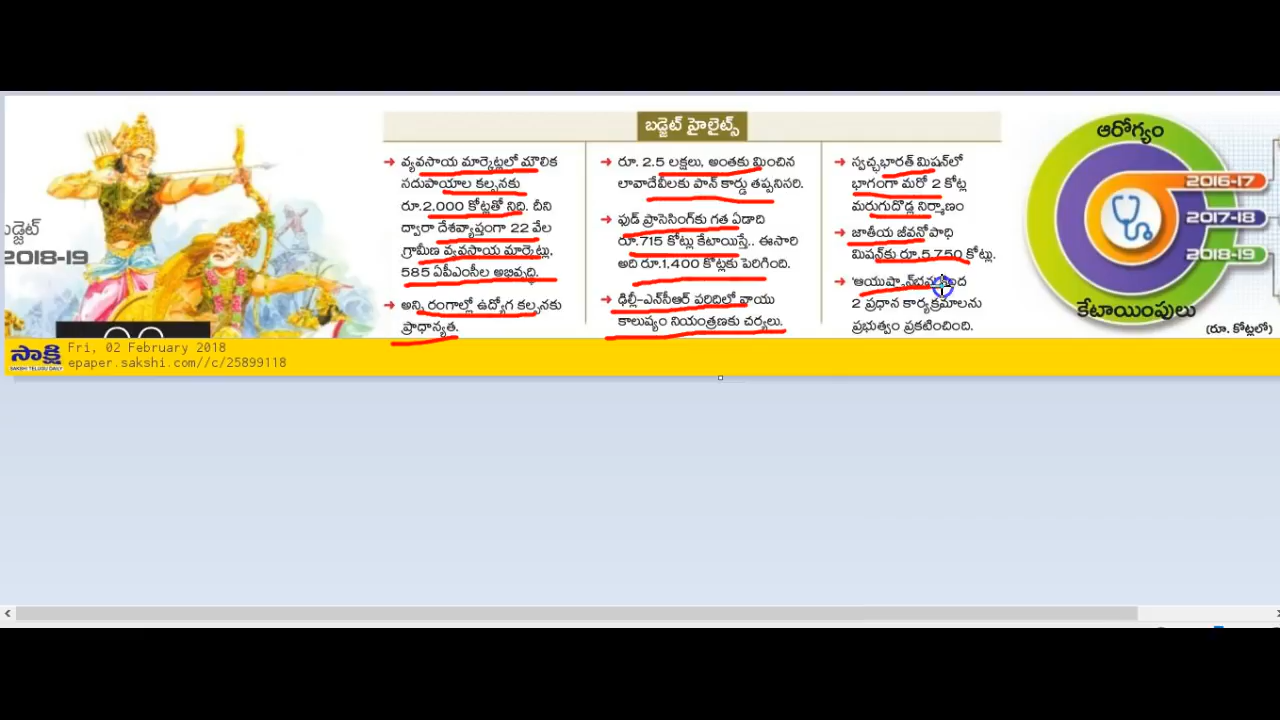 బడ్జెట్ హైలైట్స్
➔ వ్యవసాయ మార్కెట్లలో మౌలిక
సదుపాయాల కల్పనకు
రూ.2,000 కోట్లతో నిధి. దీని
ద్వారా దేశవ్యాప్తంగా 22 వేల
గ్రామీణ వ్యవసాయ మార్కెట్లు,
585 ఏపీఎంసీల అభివృద్ధి.
➔ అన్ని రంగాల్లో ఉద్యోగ కల్పనకు
ప్రాధాన్యత.
➔ రూ. 2.5 లక్షలు, అంతకు మించిన
లావాదేవీలకు పాన్ కార్డు తప్పనిసరి.
➔ ఫుడ్ ప్రాసెసింగ్‌కు గత ఏడాది
రూ.715 కోట్లు కేటాయిస్తే.. ఈసారి
అది రూ.1,400 కోట్లకు పెరిగింది.
➔ ఢిల్లీ-ఎన్‌సీఆర్ పరిధిలో వాయు
కాలుష్యం నియంత్రణకు చర్యలు.
➔ స్వచ్ఛభారత్ మిషన్‌లో
భాగంగా మరో 2 కోట్ల
మరుగుదొడ్ల నిర్మాణం
➔ జాతీయ జీవనోపాధి
మిషన్‌కు రూ.5,750 కోట్లు.
➔ 'ఆయుష్మాన్
2 ప్రధాన కార్యక్రమాలను
ప్రభుత్వం ప్రకటించింది.
ఆరోగ్యం
2016-17
2017-18
2018-19
కేటాయింపులు
(రూ. కోట్లలో)
2018-19
సాక్షి
SAKSHI TELUGU DAILY
Fri, 02 February 2018
epaper.sakshi.com//c/25899118